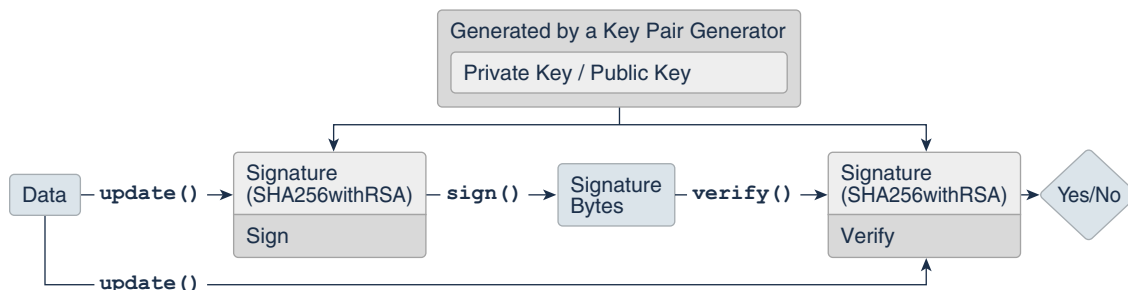 Generated by a Key Pair Generator
Private Key / Public Key
Data
update()
Signature
(SHA256withRSA)
Sign
sign()
Signature
Bytes
verify()
Signature
(SHA256withRSA)
Verify
Yes/No
update()